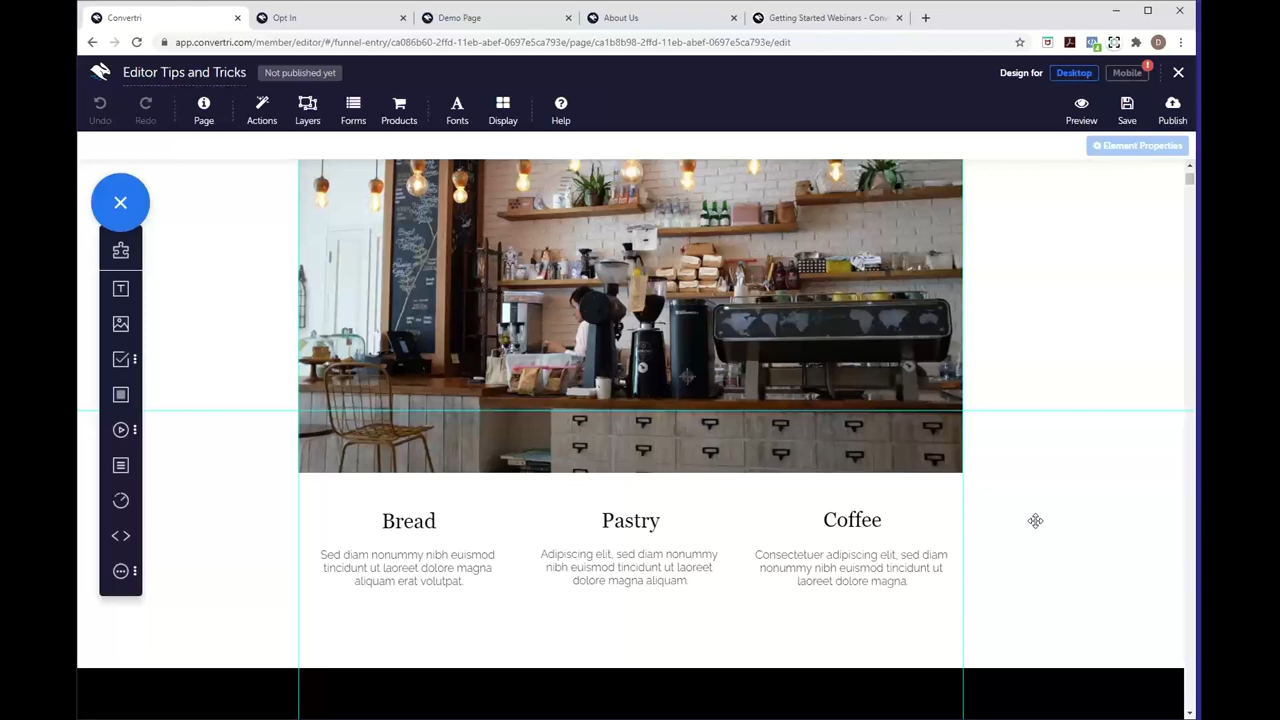 Convertri
Opt In
Demo Page
About Us
Getting Started Webinars - Conv
app.convertri.com/member/editor/#/funnel-entry/ca086b60-2ffd-11eb-abef-0697e5ca793e/page/ca1b8b98-2ffd-11eb-abef-0697e5ca793e/edit
4
D
Editor Tips and Tricks
Not published yet
Design for
Desktop
Mobile
!
Undo
Redo
Page
Actions
Layers
Forms
Products
Fonts
Display
Help
Preview
Save
Publish
Element Properties
Bread
Pastry
Coffee
Sed diam nonummy nibh euismod
tincidunt ut laoreet dolore magna
aliquam erat volutpat.
Adipiscing elit, sed diam nonummy
nibh euismod tincidunt ut laoreet
dolore magna aliquam.
Consectetuer adipiscing elit, sed diam
nonummy nibh euismod tincidunt ut
laoreet dolore magna.